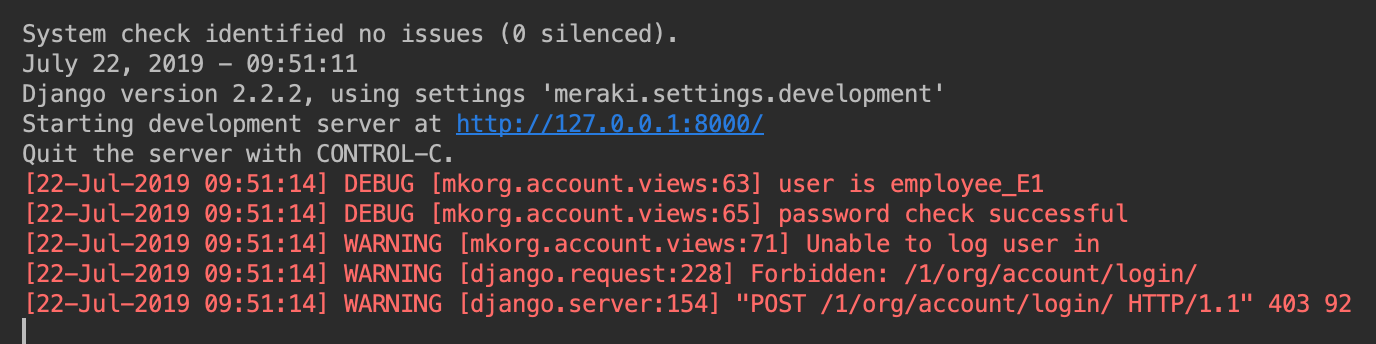 System check identified no issues (0 silenced).
July 22, 2019 - 09:51:11
Django version 2.2.2, using settings 'meraki.settings.development'
Starting development server at http://127.0.0.1:8000/
Quit the server with CONTROL-C.
[22-Jul-2019 09:51:14] DEBUG [mkorg.account.views:63] user is employee_E1
[22-Jul-2019 09:51:14] DEBUG [mkorg.account.views:65] password check successful
[22-Jul-2019 09:51:14] WARNING [mkorg.account.views:71] Unable to log user in
[22-Jul-2019 09:51:14] WARNING [django.request:228] Forbidden: /1/org/account/login/
[22-Jul-2019 09:51:14] WARNING [django.server:154] "POST /1/org/account/login/ HTTP/1.1" 403 92